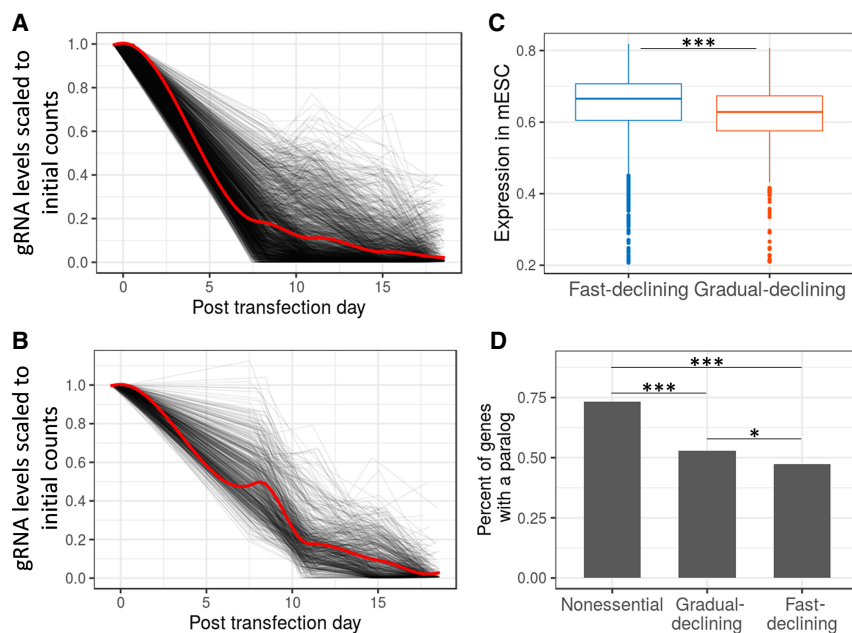 A
gRNA levels scaled to
initial counts
1.0
0.8
0.6
0.4
0.2
0.0
0
5
10
15
Post transfection day
B
gRNA levels scaled to
initial counts
1.0
0.8
0.6
0.4
0.2
0.0
0
5
10
15
Post transfection day
C
Expression in mESC
0.8
0.6
0.4
0.2
***
Fast-declining
Gradual-declining
D
Percent of genes
with a paralog
0.75
0.50
0.25
0.00
***
***
*
Nonessential
Gradual-
declining
Fast-
declining